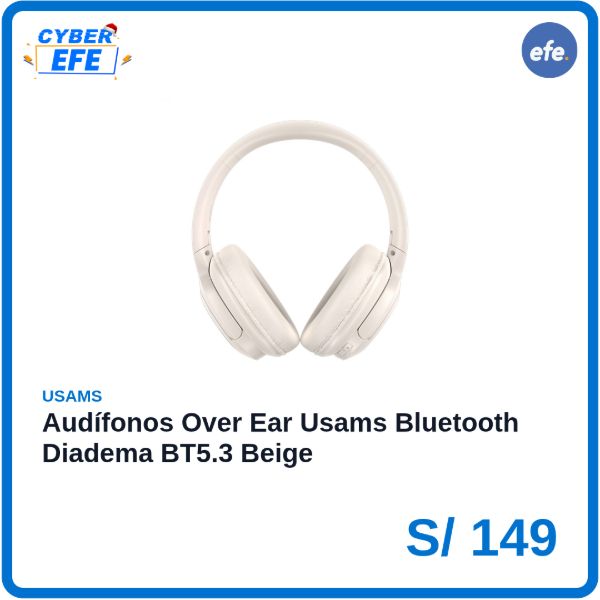 CYBER
EFE
efe.
USAMS
Audífonos Over Ear Usams Bluetooth
Diadema BT5.3 Beige
S/ 149